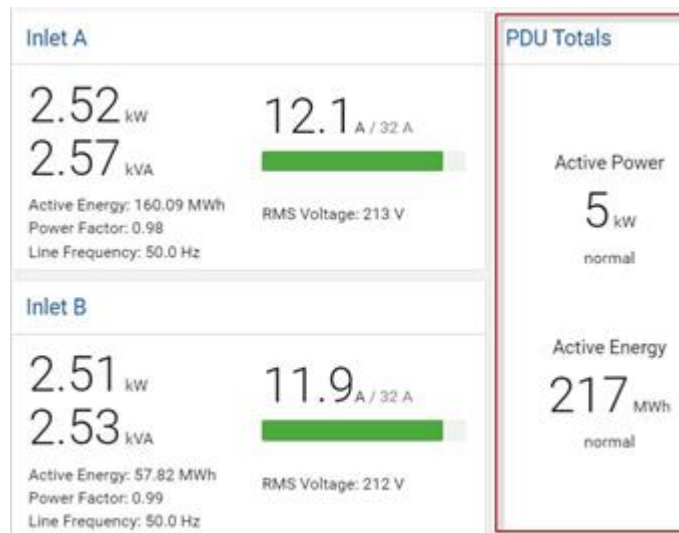 Inlet A
2.52 kW
2.57 kVA
12.1 A / 32 A
Active Energy: 160.09 MWh
Power Factor: 0.98
Line Frequency: 50.0 Hz
RMS Voltage: 213 V
Inlet B
2.51 kW
2.53 kVA
11.9 A / 32 A
Active Energy: 57.82 MWh
Power Factor: 0.99
Line Frequency: 50.0 Hz
RMS Voltage: 212 V
PDU Totals
Active Power
5 kW
normal
Active Energy
217 MWh
normal